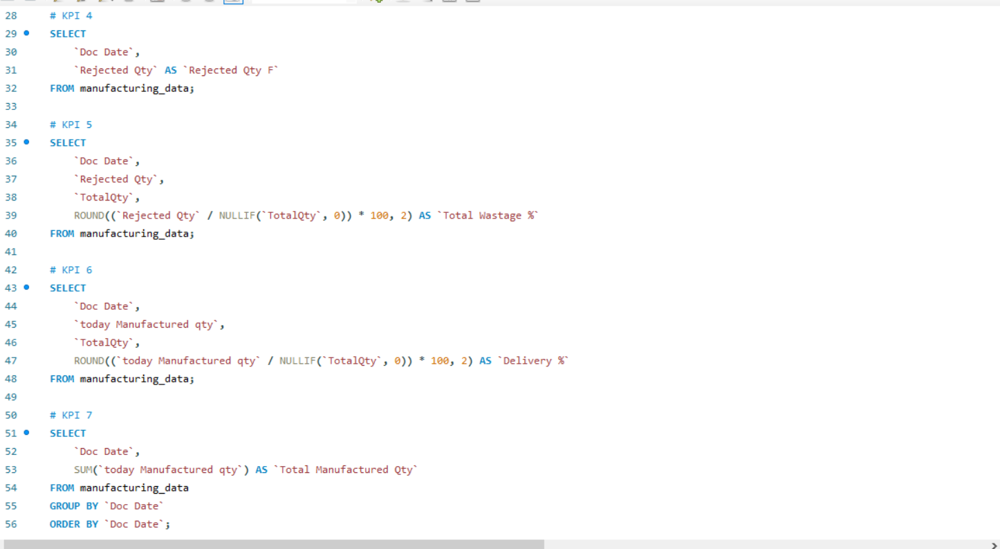 28 # KPI 4
29 SELECT
30 `Doc Date`,
31 `Rejected Qty` AS `Rejected Qty F`
32 FROM manufacturing_data;
33
34 # KPI 5
35 SELECT
36 `Doc Date`,
37 `Rejected Qty`,
38 `TotalQty`,
39 ROUND((`Rejected Qty` / NULLIF(`TotalQty`, 0)) * 100, 2) AS `Total Wastage %`
40 FROM manufacturing_data;
41
42 # KPI 6
43 SELECT
44 `Doc Date`,
45 `today Manufactured qty`,
46 `TotalQty`,
47 ROUND((`today Manufactured qty` / NULLIF(`TotalQty`, 0)) * 100, 2) AS `Delivery %`
48 FROM manufacturing_data;
49
50 # KPI 7
51 SELECT
52 `Doc Date`,
53 SUM(`today Manufactured qty`) AS `Total Manufactured Qty`
54 FROM manufacturing_data
55 GROUP BY `Doc Date`
56 ORDER BY `Doc Date`;